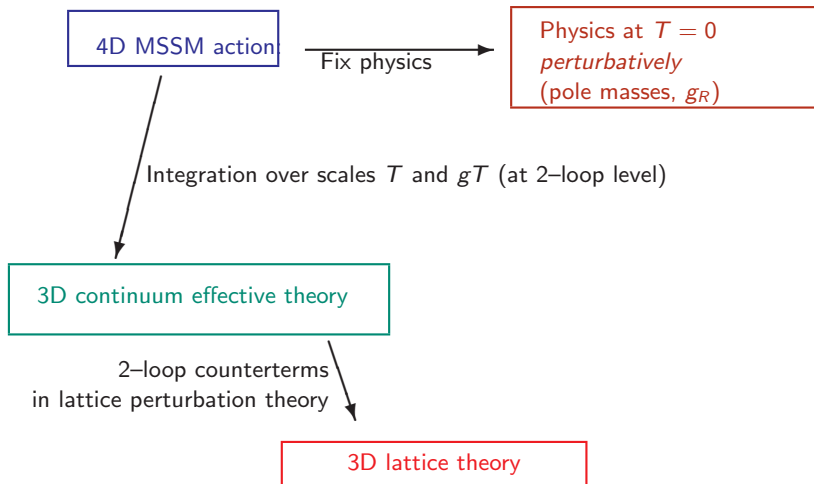 4D MSSM action:
Fix physics
Physics at T = 0
perturbatively
(pole masses, g_R)
Integration over scales T and gT (at 2–loop level)
3D continuum effective theory
2–loop counterterms
in lattice perturbation theory
3D lattice theory